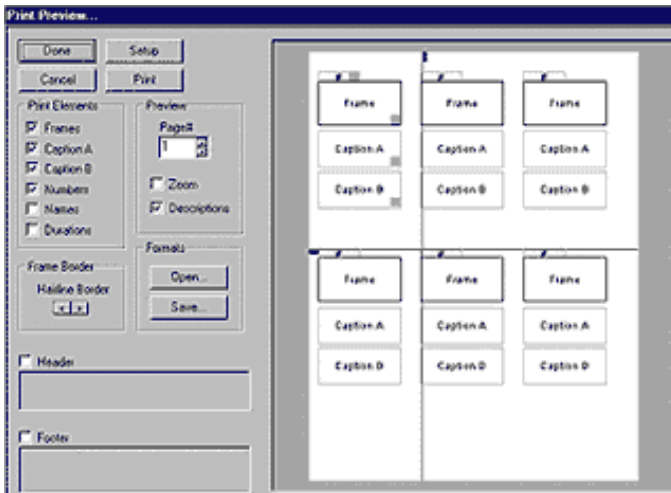 Print Preview...
Done
Setup
Cancel
Print
Print Elements
Frames
Caption A
Caption B
Numbers
Names
Durations
Preview
Page#
1
Zoom
Descriptions
Formats
Open...
Save...
Frame Border
Hairline Border
Header
Footer
# # #
Frame Frame Frame
Caption A Caption A Caption A
Caption B Caption B Caption B
# # #
Frame Frame Frame
Caption A Caption A Caption A
Caption B Caption B Caption B